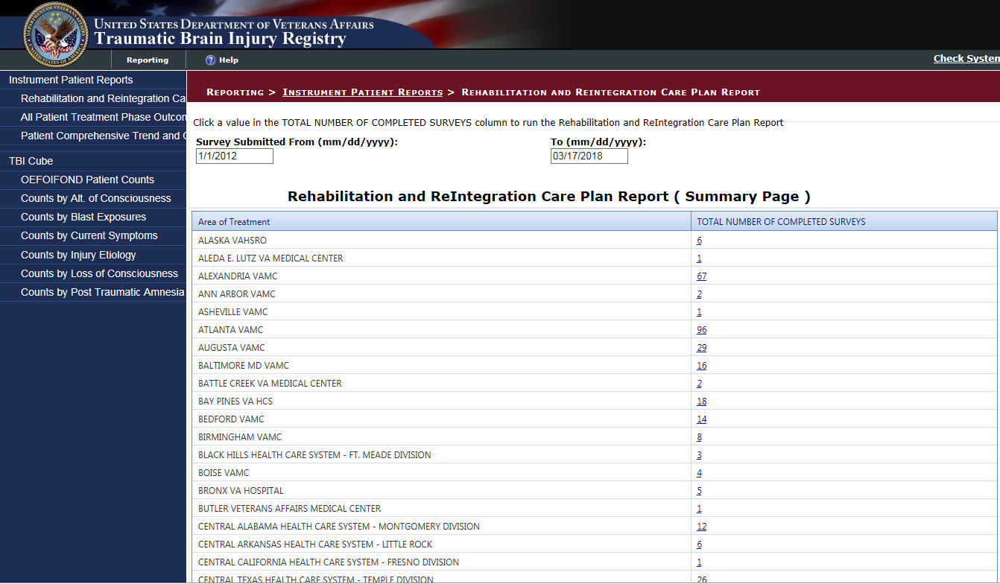 UNITED STATES DEPARTMENT OF VETERANS AFFAIRS
Traumatic Brain Injury Registry
Reporting
? Help
Check System
Instrument Patient Reports
Rehabilitation and Reintegration Ca
All Patient Treatment Phase Outcon
Patient Comprehensive Trend and
TBI Cube
OEFOIFOND Patient Counts
Counts by Alt. of Consciousness
Counts by Blast Exposures
Counts by Current Symptoms
Counts by Injury Etiology
Counts by Loss of Consciousness
Counts by Post Traumatic Amnesia
REPORTING > INSTRUMENT PATIENT REPORTS > REHABILITATION AND REINTEGRATION CARE PLAN REPORT
Click a value in the TOTAL NUMBER OF COMPLETED SURVEYS column to run the Rehabilitation and ReIntegration Care Plan Report
Survey Submitted From (mm/dd/yyyy): To (mm/dd/yyyy):
1/1/2012 03/17/2018
Rehabilitation and ReIntegration Care Plan Report ( Summary Page )
Area of Treatment TOTAL NUMBER OF COMPLETED SURVEYS
ALASKA VAHSRO 6
ALEDA E. LUTZ VA MEDICAL CENTER 1
ALEXANDRIA VAMC 67
ANN ARBOR VAMC 2
ASHEVILLE VAMC 1
ATLANTA VAMC 96
AUGUSTA VAMC 29
BALTIMORE MD VAMC 16
BATTLE CREEK VA MEDICAL CENTER 2
BAY PINES VA HCS 18
BEDFORD VAMC 14
BIRMINGHAM VAMC 8
BLACK HILLS HEALTH CARE SYSTEM - FT. MEADE DIVISION 3
BOISE VAMC 4
BRONX VA HOSPITAL 5
BUTLER VETERANS AFFAIRS MEDICAL CENTER 1
CENTRAL ALABAMA HEALTH CARE SYSTEM - MONTGOMERY DIVISION 12
CENTRAL ARKANSAS HEALTH CARE SYSTEM - LITTLE ROCK 6
CENTRAL CALIFORNIA HEALTH CARE SYSTEM - FRESNO DIVISION 1
CENTRAL TEXAS HEALTH CARE SYSTEM - TEMPLE DIVISION 26